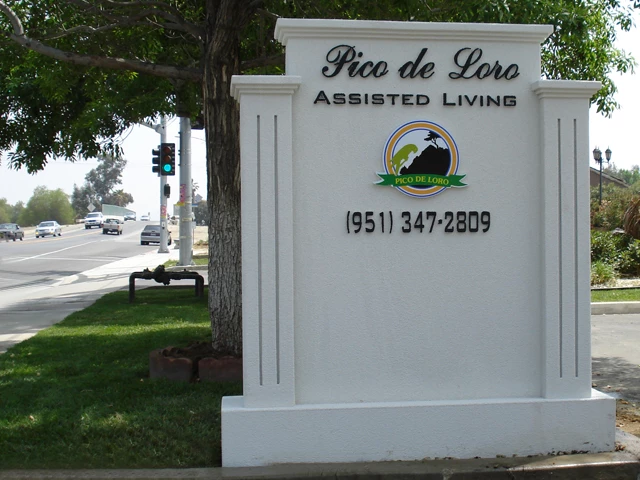 Pico de Loro
ASSISTED LIVING
PICO DE LORO
(951) 347-2809